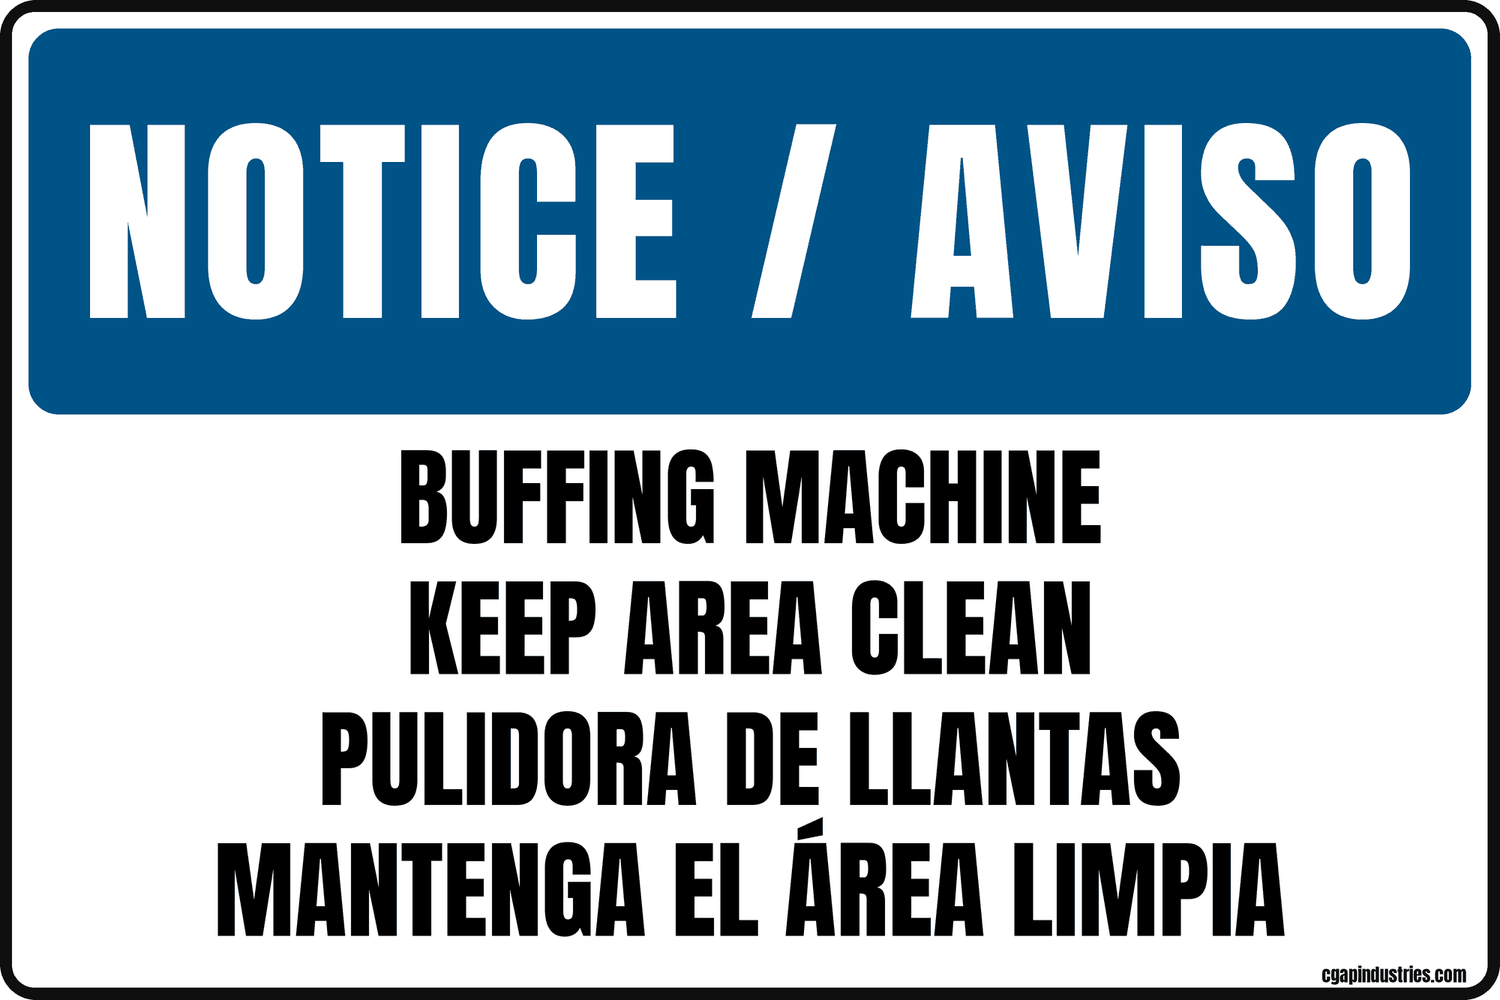 NOTICE / AVISO
BUFFING MACHINE
KEEP AREA CLEAN
PULIDORA DE LLANTAS
MANTENGA EL ÁREA LIMPIA
cgapindustries.com